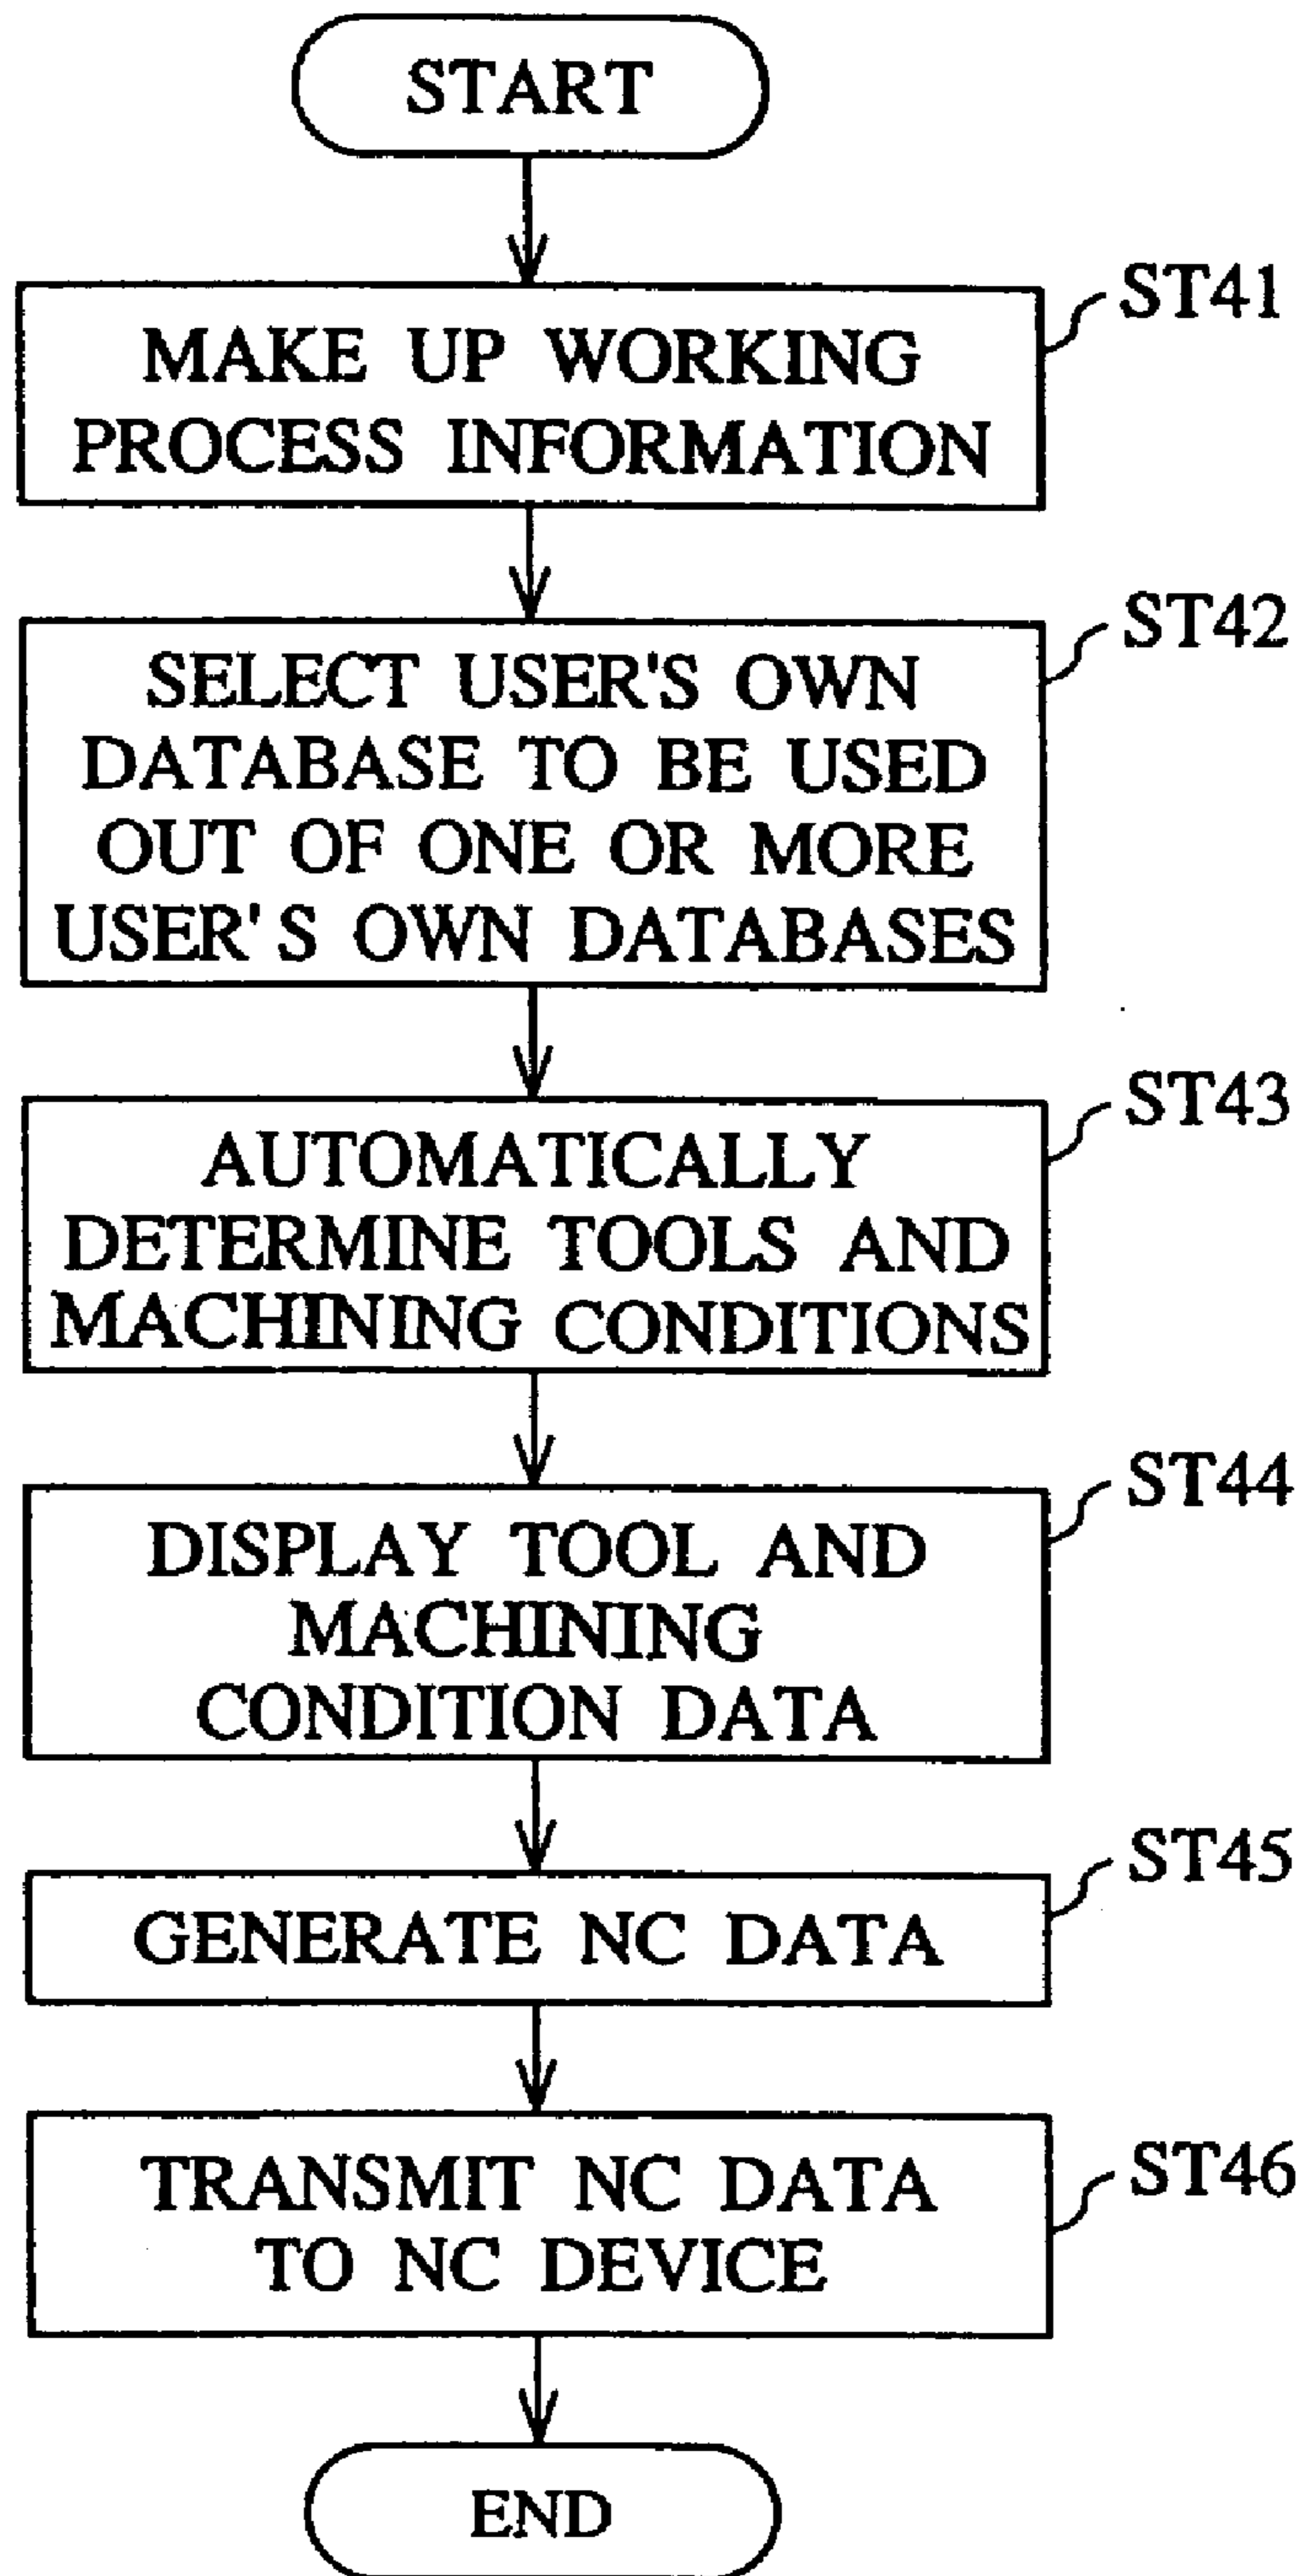 START
ST41
MAKE UP WORKING
PROCESS INFORMATION
ST42
SELECT USER'S OWN
DATABASE TO BE USED
OUT OF ONE OR MORE
USER'S OWN DATABASES
ST43
AUTOMATICALLY
DETERMINE TOOLS AND
MACHINING CONDITIONS
ST44
DISPLAY TOOL AND
MACHINING
CONDITION DATA
ST45
GENERATE NC DATA
ST46
TRANSMIT NC DATA
TO NC DEVICE
END